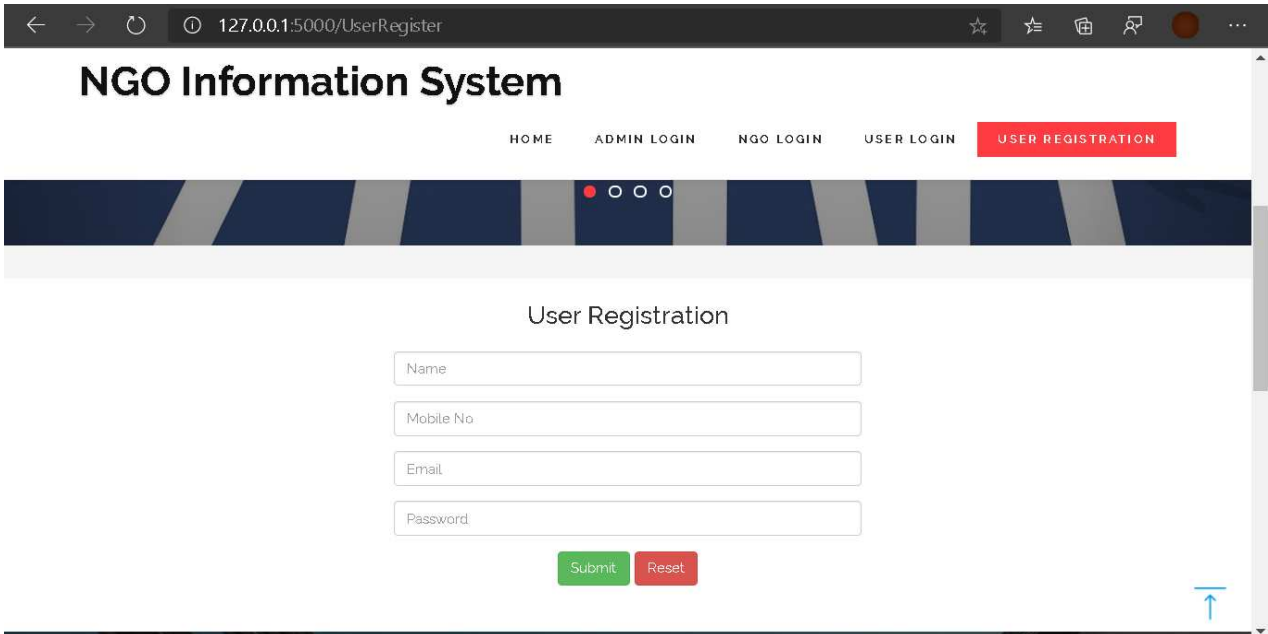 127.0.0.1:5000/UserRegister
NGO Information System
HOME ADMIN LOGIN NGO LOGIN USER LOGIN USER REGISTRATION
User Registration
Name
Mobile No
Email
Password
Submit Reset